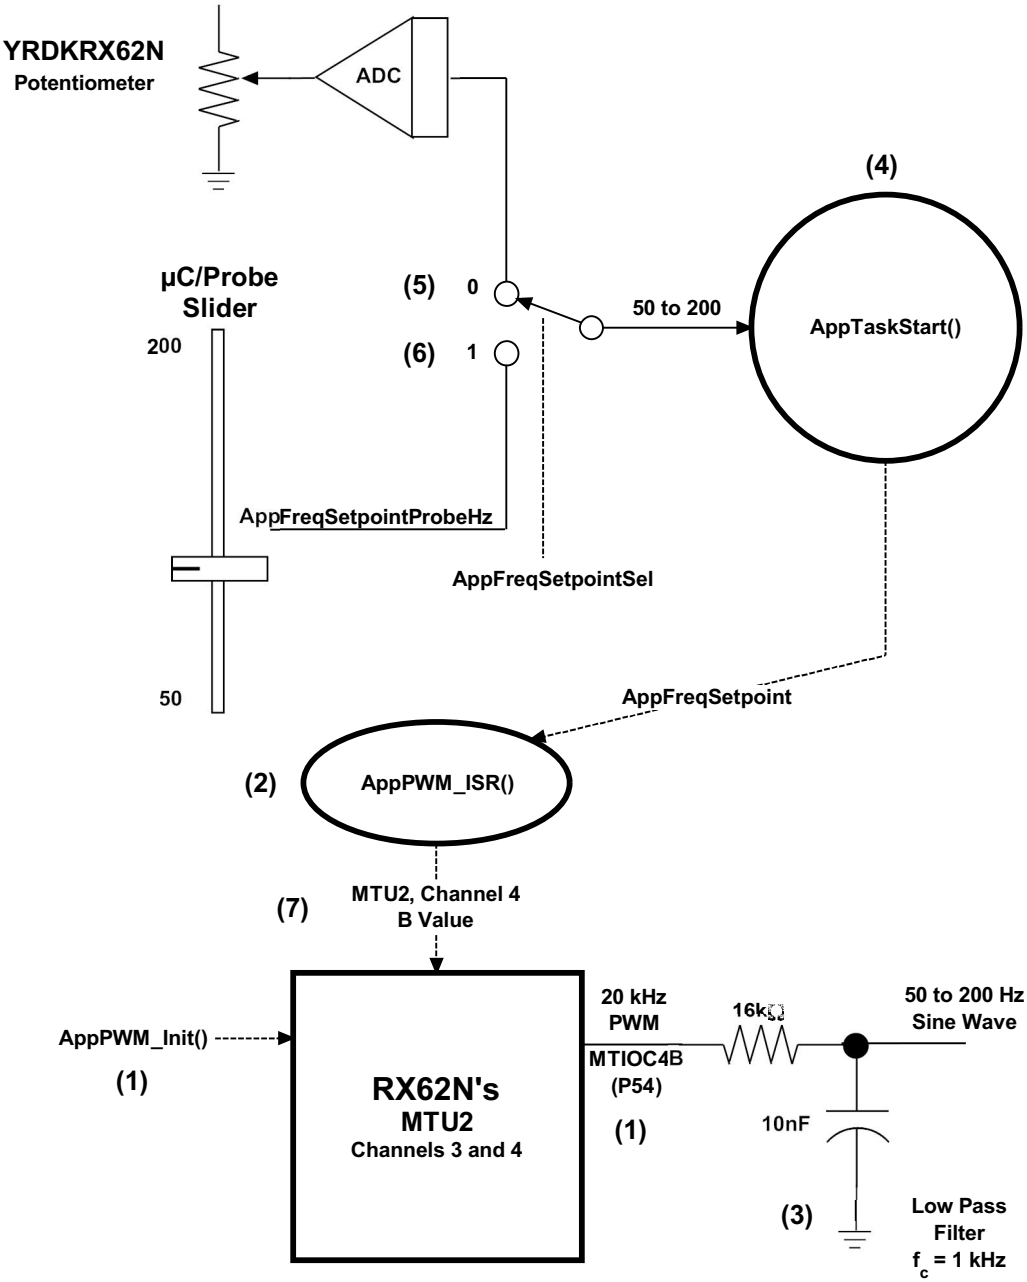 YRDKRX62N
Potentiometer
ADC
(4)
µC/Probe
Slider
200
(5)
0
50 to 200
AppTaskStart()
(6)
1
AppFreqSetpointProbeHz
AppFreqSetpointSel
50
AppFreqSetpoint
(2)
AppPWM_ISR()
(7)
MTU2, Channel 4
B Value
AppPWM_Init()
(1)
RX62N's
MTU2
Channels 3 and 4
20 kHz
PWM
MTIOC4B
(P54)
(1)
16kΩ
50 to 200 Hz
Sine Wave
10nF
(3)
Low Pass
Filter
fc = 1 kHz